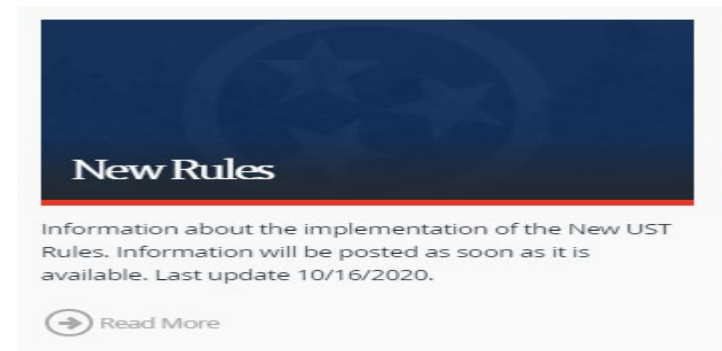 New Rules
Information about the implementation of the New UST
Rules. Information will be posted as soon as it is
available. Last update 10/16/2020.
Read More